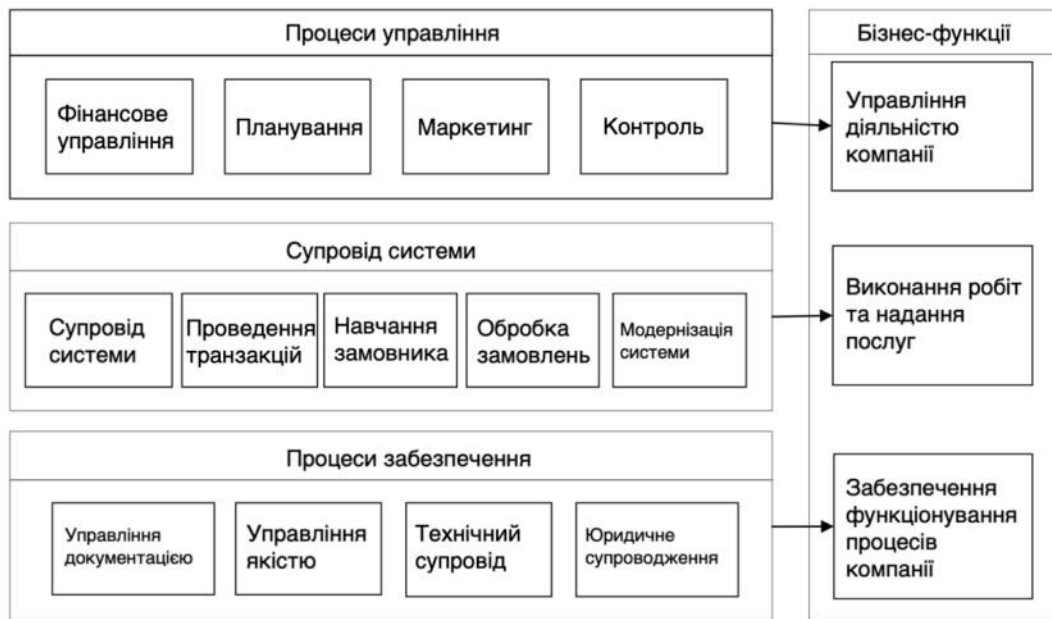 Процеси управління
Фінансове
управління
Планування
Маркетинг
Контроль
Супровід системи
Супровід
системи
Проведення
транзакцій
Навчання
замовника
Обробка
замовлень
Модернізація
системи
Процеси забезпечення
Управління
документацією
Управління
якістю
Технічний
супровід
Юридичне
супроводження
Бізнес-функції
Управління
діяльністю
компанії
Виконання робіт
та надання
послуг
Забезпечення
функціонування
процесів
компанії